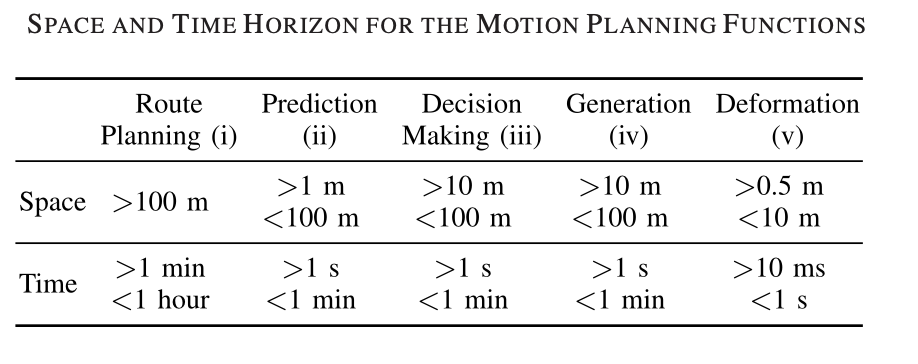 SPACE AND TIME HORIZON FOR THE MOTION PLANNING FUNCTIONS
Route Prediction Decision Generation Deformation
Planning (i) (ii) Making (iii) (iv) (v)
Space >100 m >1 m >10 m >10 m >0.5 m
<100 m <100 m <100 m <10 m
Time >1 min >1 s >1 s >1 s >10 ms
<1 hour <1 min <1 min <1 min <1 s